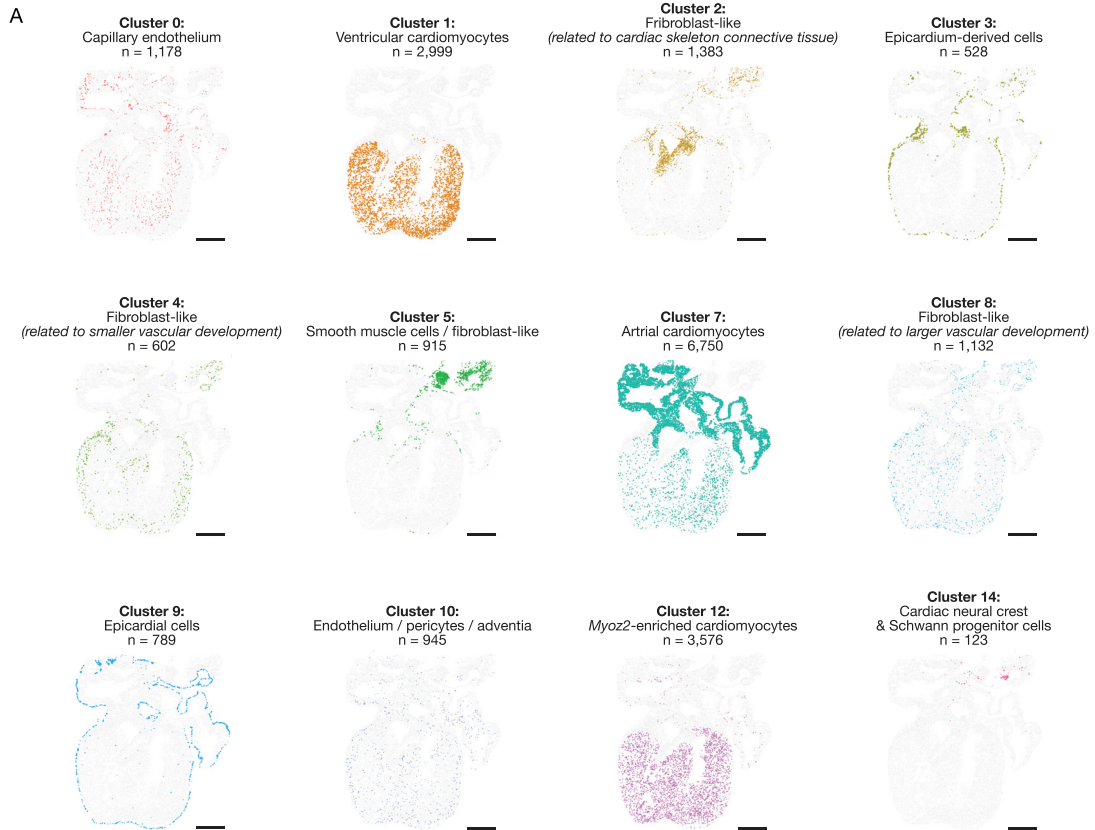 A
Cluster 0:
Capillary endothelium
n = 1,178
Cluster 1:
Ventricular cardiomyocytes
n = 2,999
Cluster 2:
Fribroblast-like
(related to cardiac skeleton connective tissue)
n = 1,383
Cluster 3:
Epicardium-derived cells
n = 528
Cluster 4:
Fibroblast-like
(related to smaller vascular development)
n = 602
Cluster 5:
Smooth muscle cells / fibroblast-like
n = 915
Cluster 7:
Artrial cardiomyocytes
n = 6,750
Cluster 8:
Fibroblast-like
(related to larger vascular development)
n = 1,132
Cluster 9:
Epicardial cells
n = 789
Cluster 10:
Endothelium / pericytes / adventia
n = 945
Cluster 12:
Myoz2-enriched cardiomyocytes
n = 3,576
Cluster 14:
Cardiac neural crest
& Schwann progenitor cells
n = 123